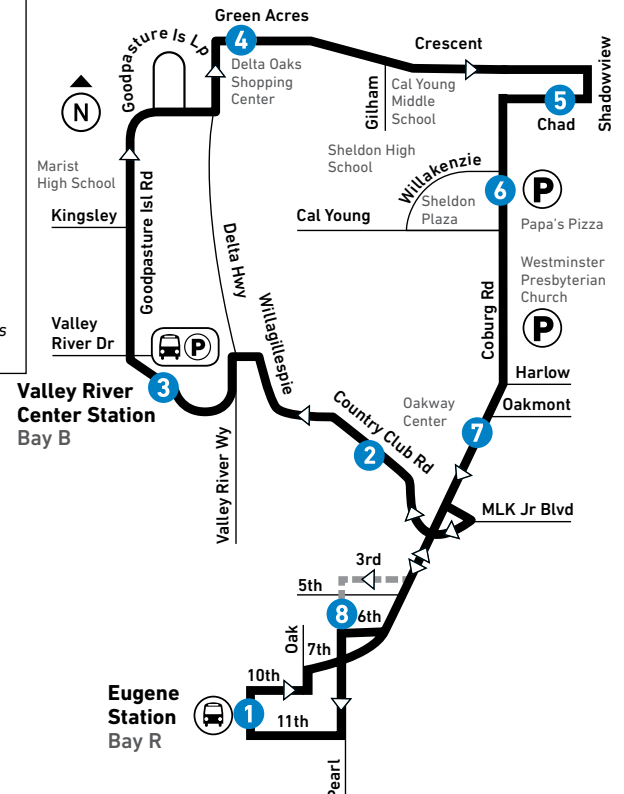 Green Acres
4
Goodpasture Is Lp
Delta Oaks
Shopping
Center
Crescent
Shadowview
Gilham
Cal Young
Middle
School
5
Chad
N
Sheldon High
School
Willakenzie
Marist
High School
6
P
Sheldon
Plaza
Kingsley
Cal Young
Papa's Pizza
Goodpasture Isl Rd
Delta Hwy
Westminster
Presbyterian
Church
P
Coburg Rd
Willagillespie
s
Valley
River Dr
P
Harlow
Valley River
Center Station
Bay B
3
Oakmont
Oakway
Center
7
Country Club Rd
2
Valley River Wy
MLK Jr Blvd
3rd
5th
8
6th
Oak
7th
10th
Eugene
Station
Bay R
1
11th
Pearl